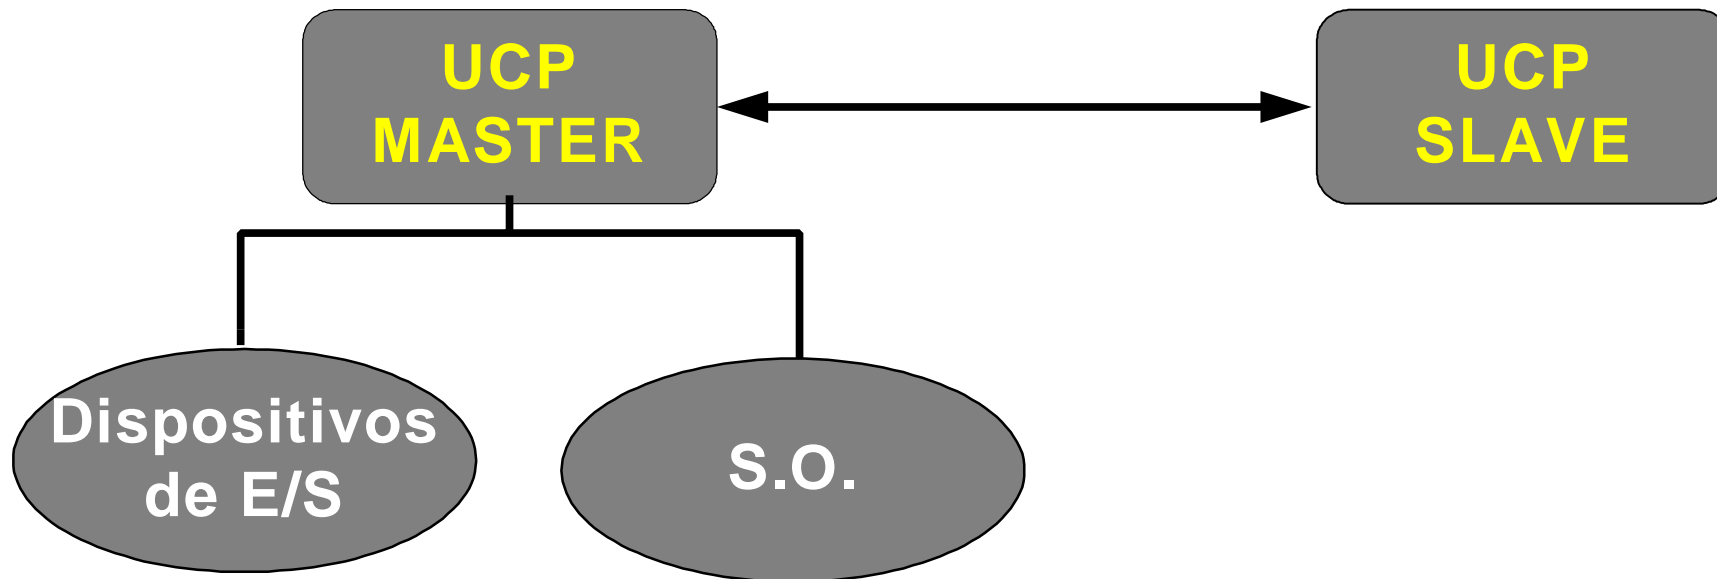 UCP
MASTER
UCP
SLAVE
Dispositivos
de E/S
S.O.